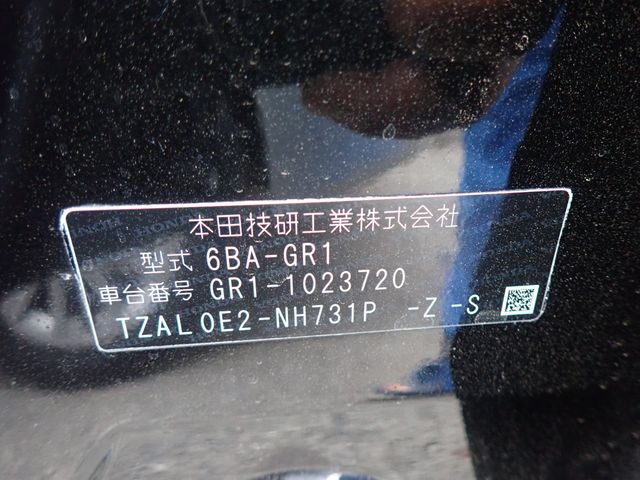 本田技研工業株式会社
型式 6BA-GR1
車台番号 GR1-1023720
TZAL0E2-NH731P -Z -S